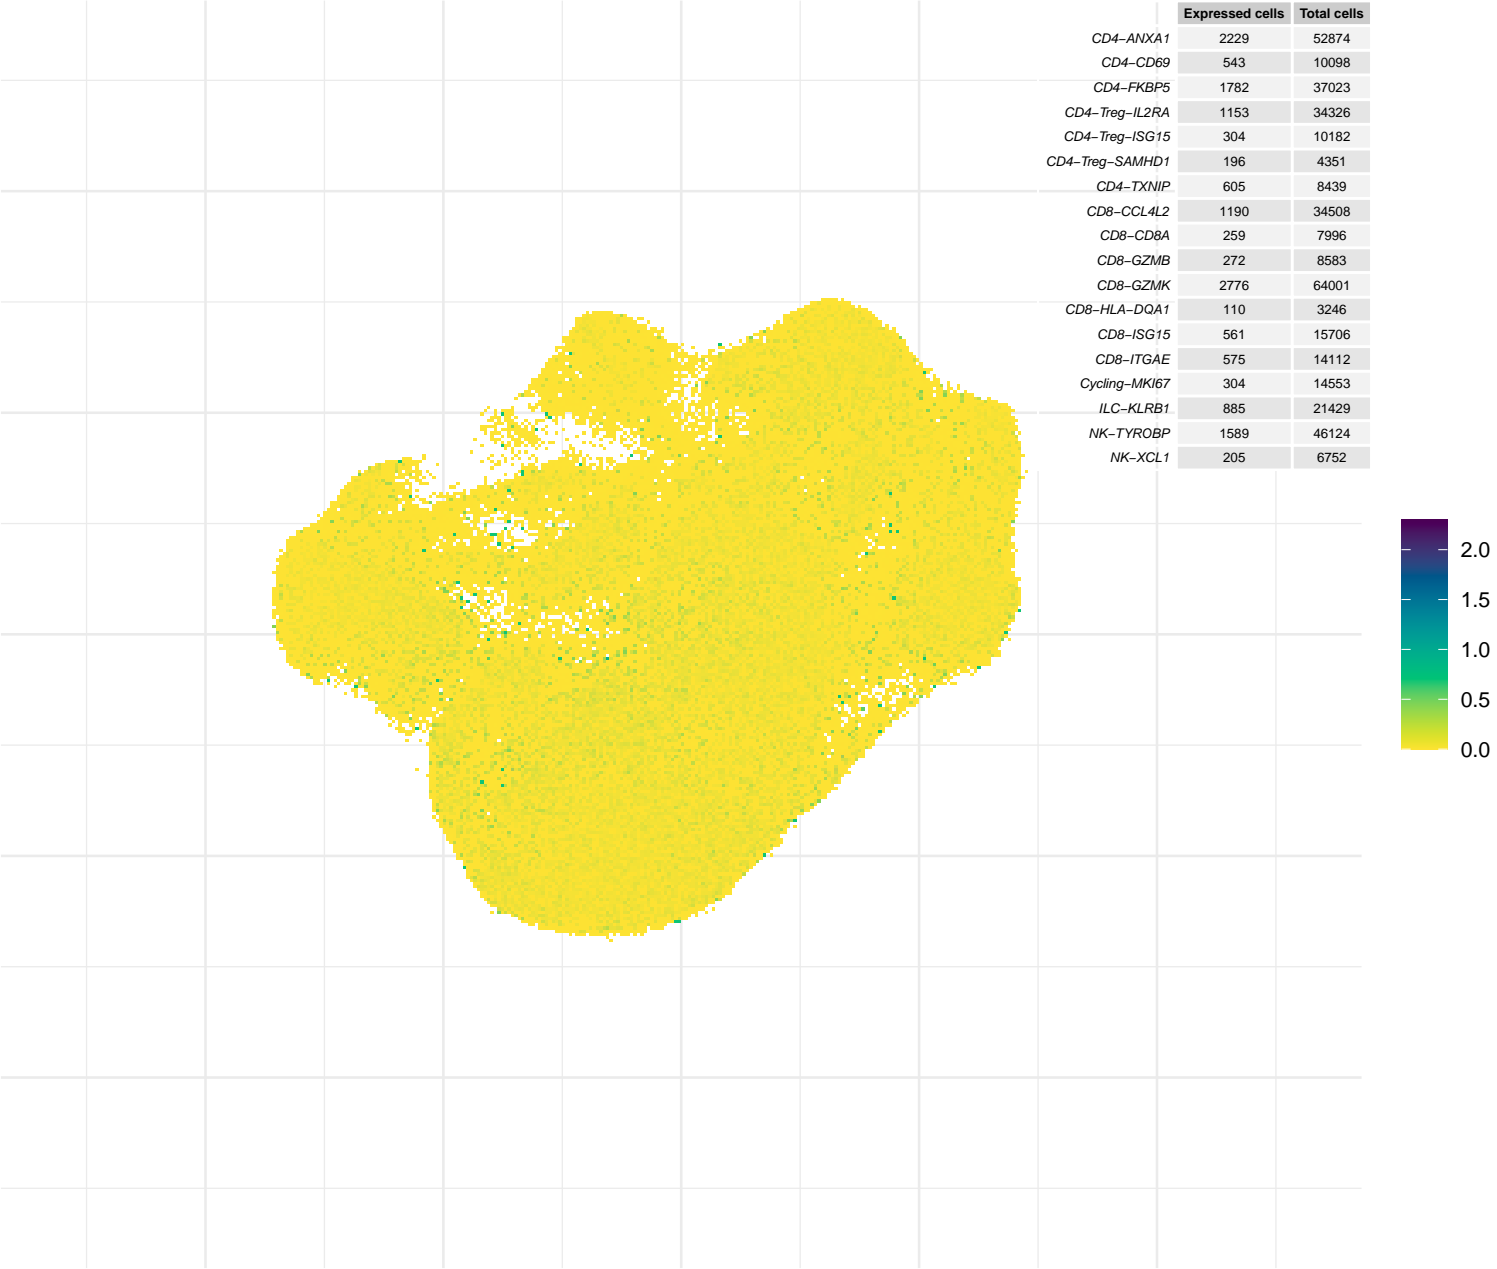 Expressed cells Total cells
CD4−ANXA1 2229 52874
CD4−CD69 543 10098
CD4−FKBP5 1782 37023
CD4−Treg−IL2RA 1153 34326
CD4−Treg−ISG15 304 10182
CD4−Treg−SAMHD1 196 4351
CD4−TXNIP 605 8439
CD8−CCL4L2 1190 34508
CD8−CD8A 259 7996
CD8−GZMB 272 8583
CD8−GZMK 2776 64001
CD8−HLA−DQA1 110 3246
CD8−ISG15 561 15706
CD8−ITGAE 575 14112
Cycling−MKI67 304 14553
ILC−KLRB1 885 21429
NK−TYROBP 1589 46124
NK−XCL1 205 6752
2.0
1.5
1.0
0.5
0.0